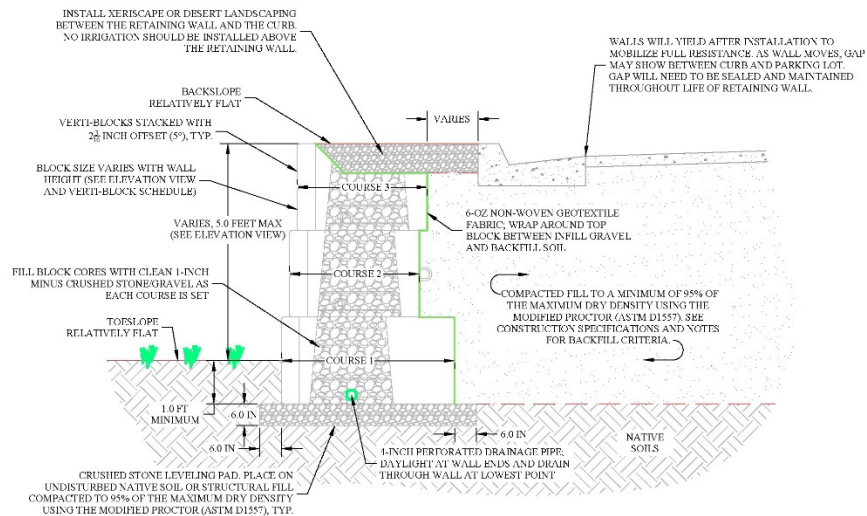 INSTALL XERISCAPE OR DESERT LANDSCAPING
BETWEEN THE RETAINING WALL AND THE CURB.
NO IRRIGATION SHOULD BE INSTALLED ABOVE
THE RETAINING WALL.
WALLS WILL YIELD AFTER INSTALLATION TO
MOBILIZE FULL RESISTANCE. AS WALL MOVES, GAP
MAY SHOW BETWEEN CURB AND PARKING LOT.
GAP WILL NEED TO BE SEALED AND MAINTAINED
THROUGHOUT LIFE OF RETAINING WALL.
BACKSLOPE
RELATIVELY FLAT
VARIES
VERTI-BLOCKS STACKED WITH
INCH OFFSET (5°), TYP.
BLOCK SIZE VARIES WITH WALL
HEIGHT (SEE ELEVATION VIEW
AND VERTI-BLOCK SCHEDULE)
COURSE 3
VARIES, 5.0 FEET MAX
(SEE ELEVATION VIEW)
6-OZ NON-WOVEN GEOTEXTILE
FABRIC; WRAP AROUND TOP
BLOCK BETWEEN INFILL GRAVEL
AND BACKFILL SOIL
FILL BLOCK CORES WITH CLEAN 1-INCH
MINUS CRUSHED STONE/GRAVEL AS
EACH COURSE IS SET
COURSE 2
COMPACTED FILL TO A MINIMUM OF 95% OF
THE MAXIMUM DRY DENSITY USING THE
MODIFIED PROCTOR (ASTM D1557). SEE
CONSTRUCTION SPECIFICATIONS AND NOTES
FOR BACKFILL CRITERIA.
TOESLOPE
RELATIVELY FLAT
COURSE 1
1.0 FT
MINIMUM
6.0 IN
6.0 IN
6.0 IN
NATIVE
SOILS
4-INCH PERFORATED DRAINAGE PIPE;
DAYLIGHT AT WALL ENDS AND DRAIN
THROUGH WALL AT LOWEST POINT
CRUSHED STONE LEVELING PAD. PLACE ON
UNDISTURBED NATIVE SOIL OR STRUCTURAL FILL
COMPACTED TO 95% OF THE MAXIMUM DRY DENSITY
USING THE MODIFIED PROCTOR (ASTM D1557), TYP.